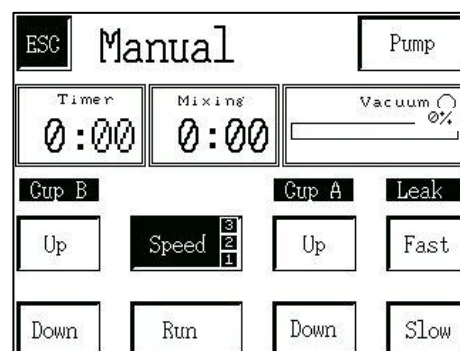 ESC Manual Pump
Timer Mixing Vacuum
0:00 0:00 0%
Cup B Cup A Leak
Up Speed 3 2 1 Up Fast
Down Run Down Slow